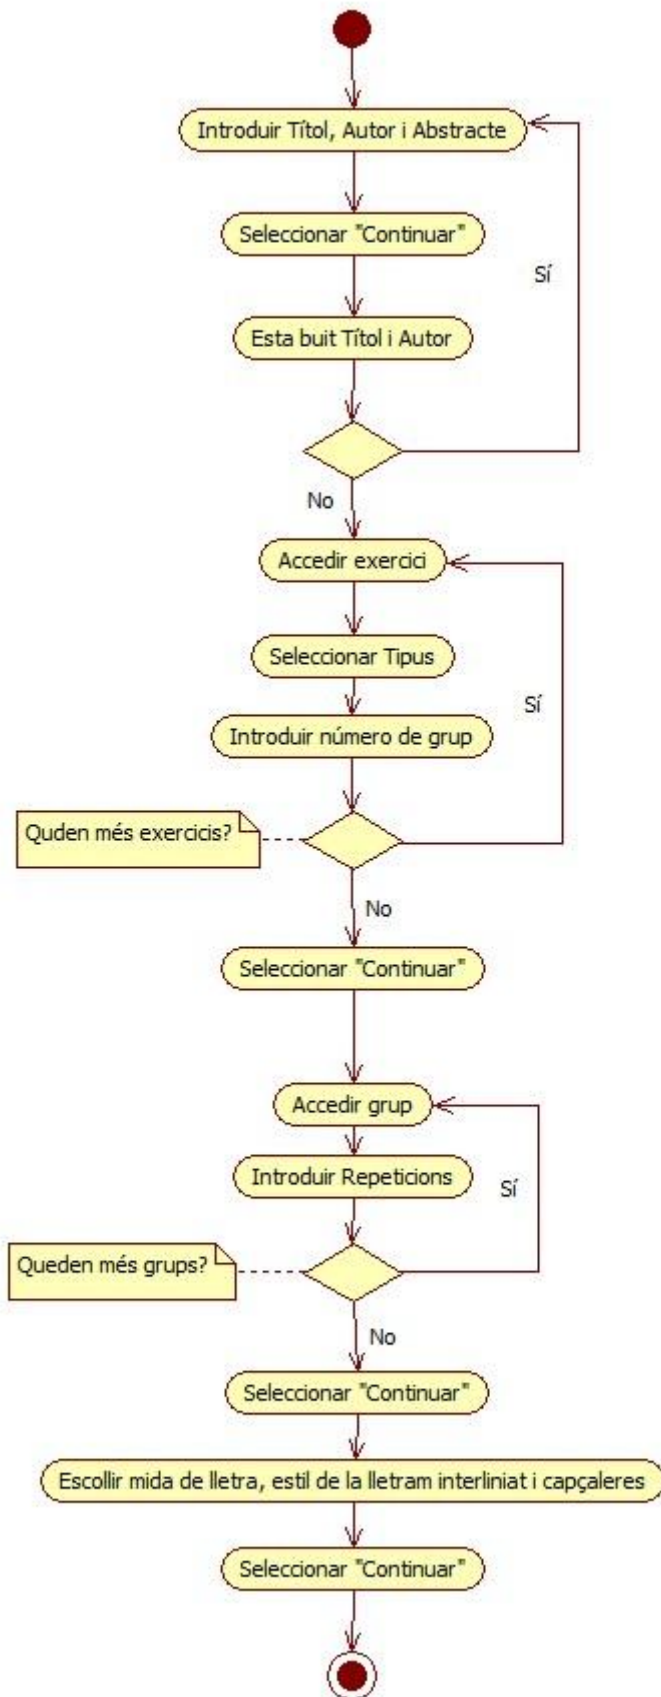 Introduir Títol, Autor i Abstracte
Seleccionar "Continuar"
Sí
Esta buit Títol i Autor
No
Accedir exercici
Seleccionar Tipus
Sí
Introduir número de grup
Quden més exercicis?
No
Seleccionar "Continuar"
Accedir grup
Introduir Repeticions
Sí
Queden més grups?
No
Seleccionar "Continuar"
Escollir mida de lletra, estil de la lletram interliniat i capçaleres
Seleccionar "Continuar"